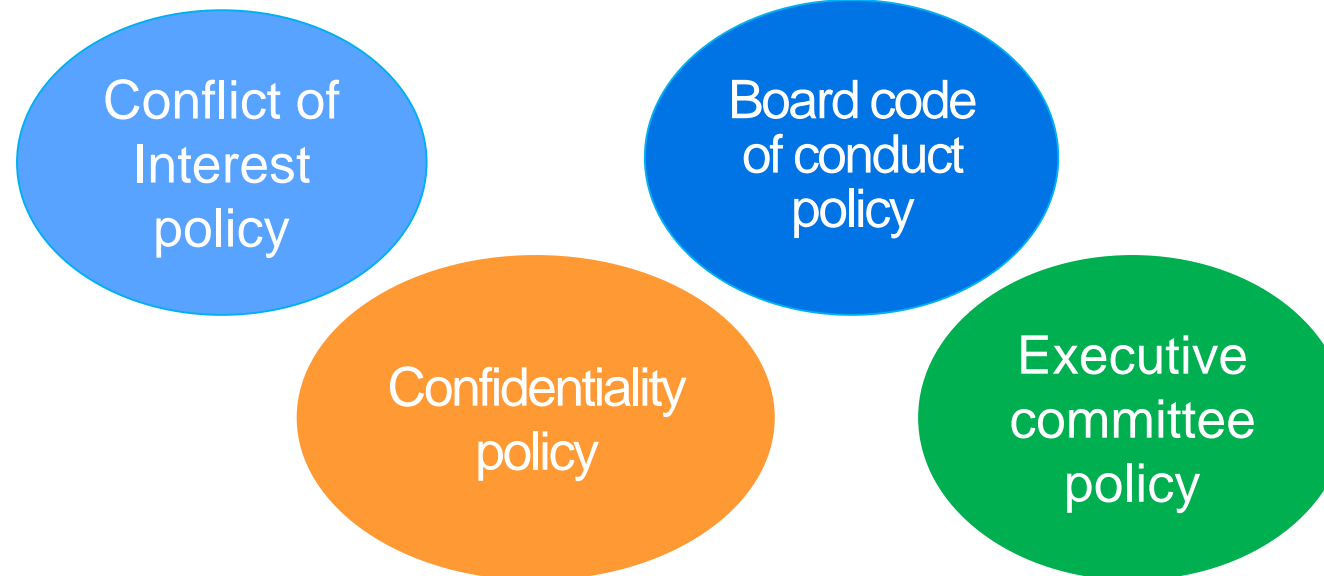 Conflict of
Interest
policy
Board code
of conduct
policy
Confidentiality
policy
Executive
committee
policy